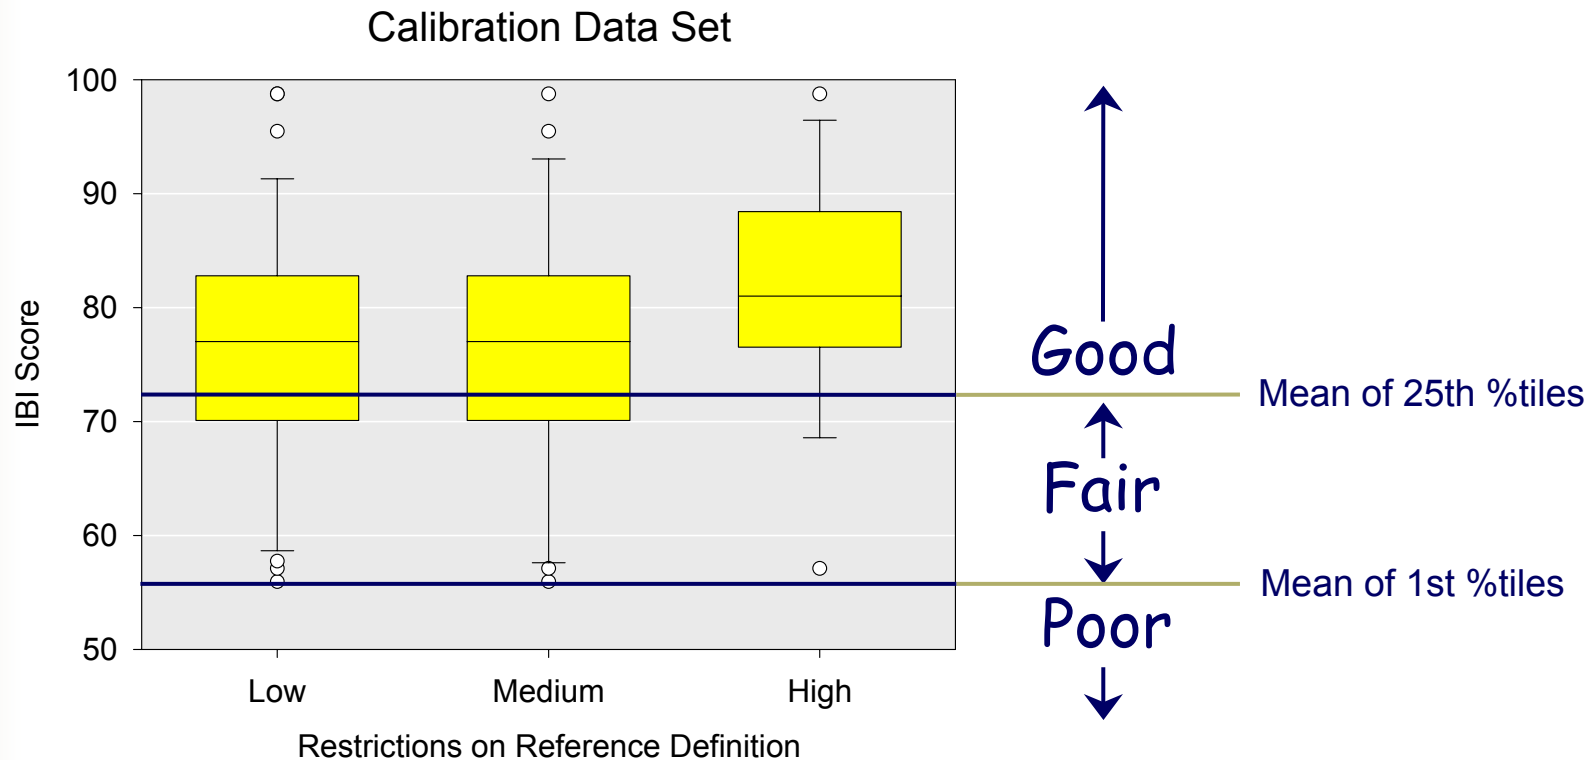 Calibration Data Set
100
90
80
70
60
50
IBI Score
Low Medium High
Restrictions on Reference Definition
Good
Mean of 25th %tiles
Fair
Mean of 1st %tiles
Poor